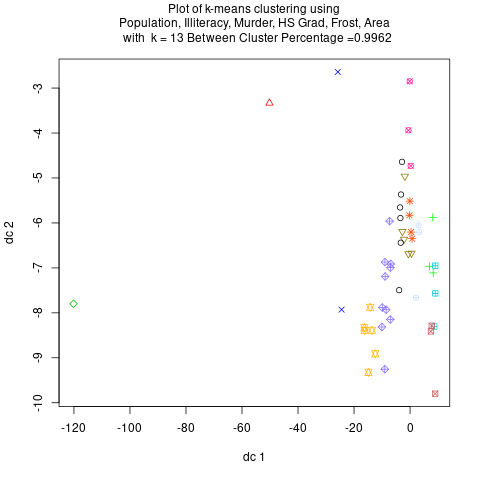 Plot of k-means clustering using
Population, Illiteracy, Murder, HS Grad, Frost, Area
with k = 13 Between Cluster Percentage =0.9962
dc 2
-3
-4
-5
-6
-7
-8
-9
-10
-120 -100 -80 -60 -40 -20 0
dc 1